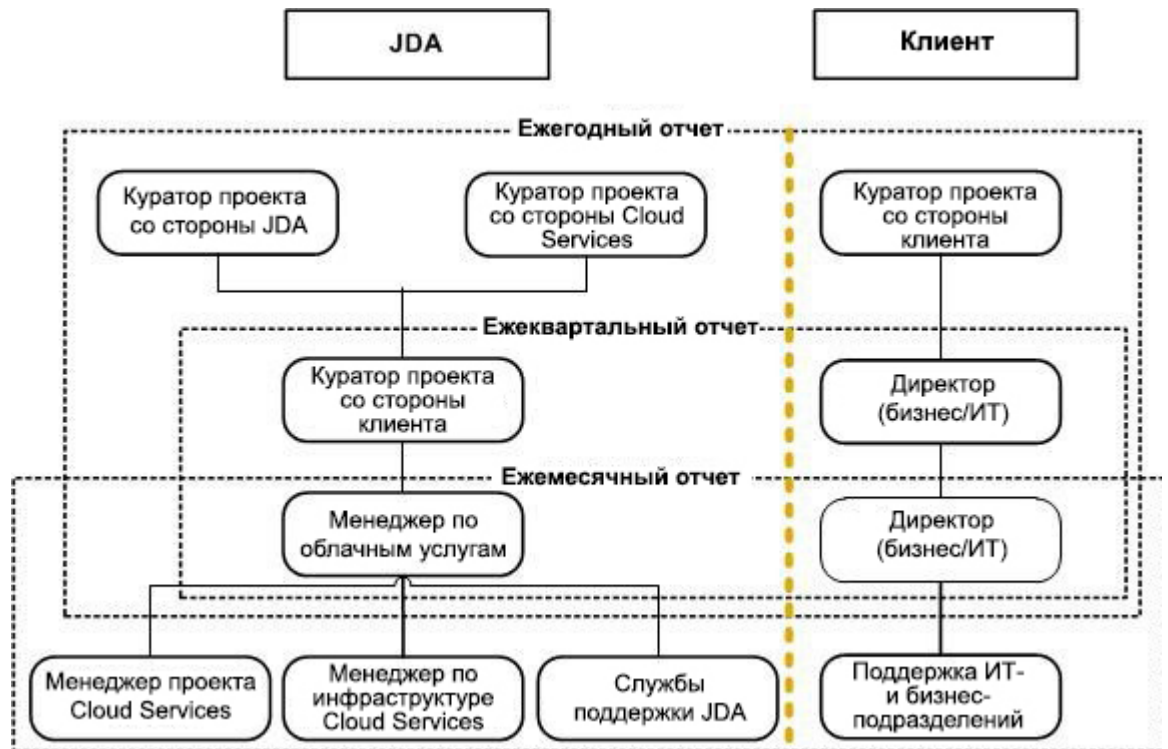 JDA
Клиент
Ежегодный отчет
Куратор проекта
со стороны JDA
Куратор проекта
со стороны Cloud
Services
Куратор проекта
со стороны
клиента
Ежеквартальный отчет
Куратор проекта
со стороны
клиента
Директор
(бизнес/ИТ)
Ежемесячный отчет
Менеджер по
облачным услугам
Директор
(бизнес/ИТ)
Менеджер проекта
Cloud Services
Менеджер по
инфраструктуре
Cloud Services
Службы
поддержки JDA
Поддержка ИТ-
и бизнес-
подразделений